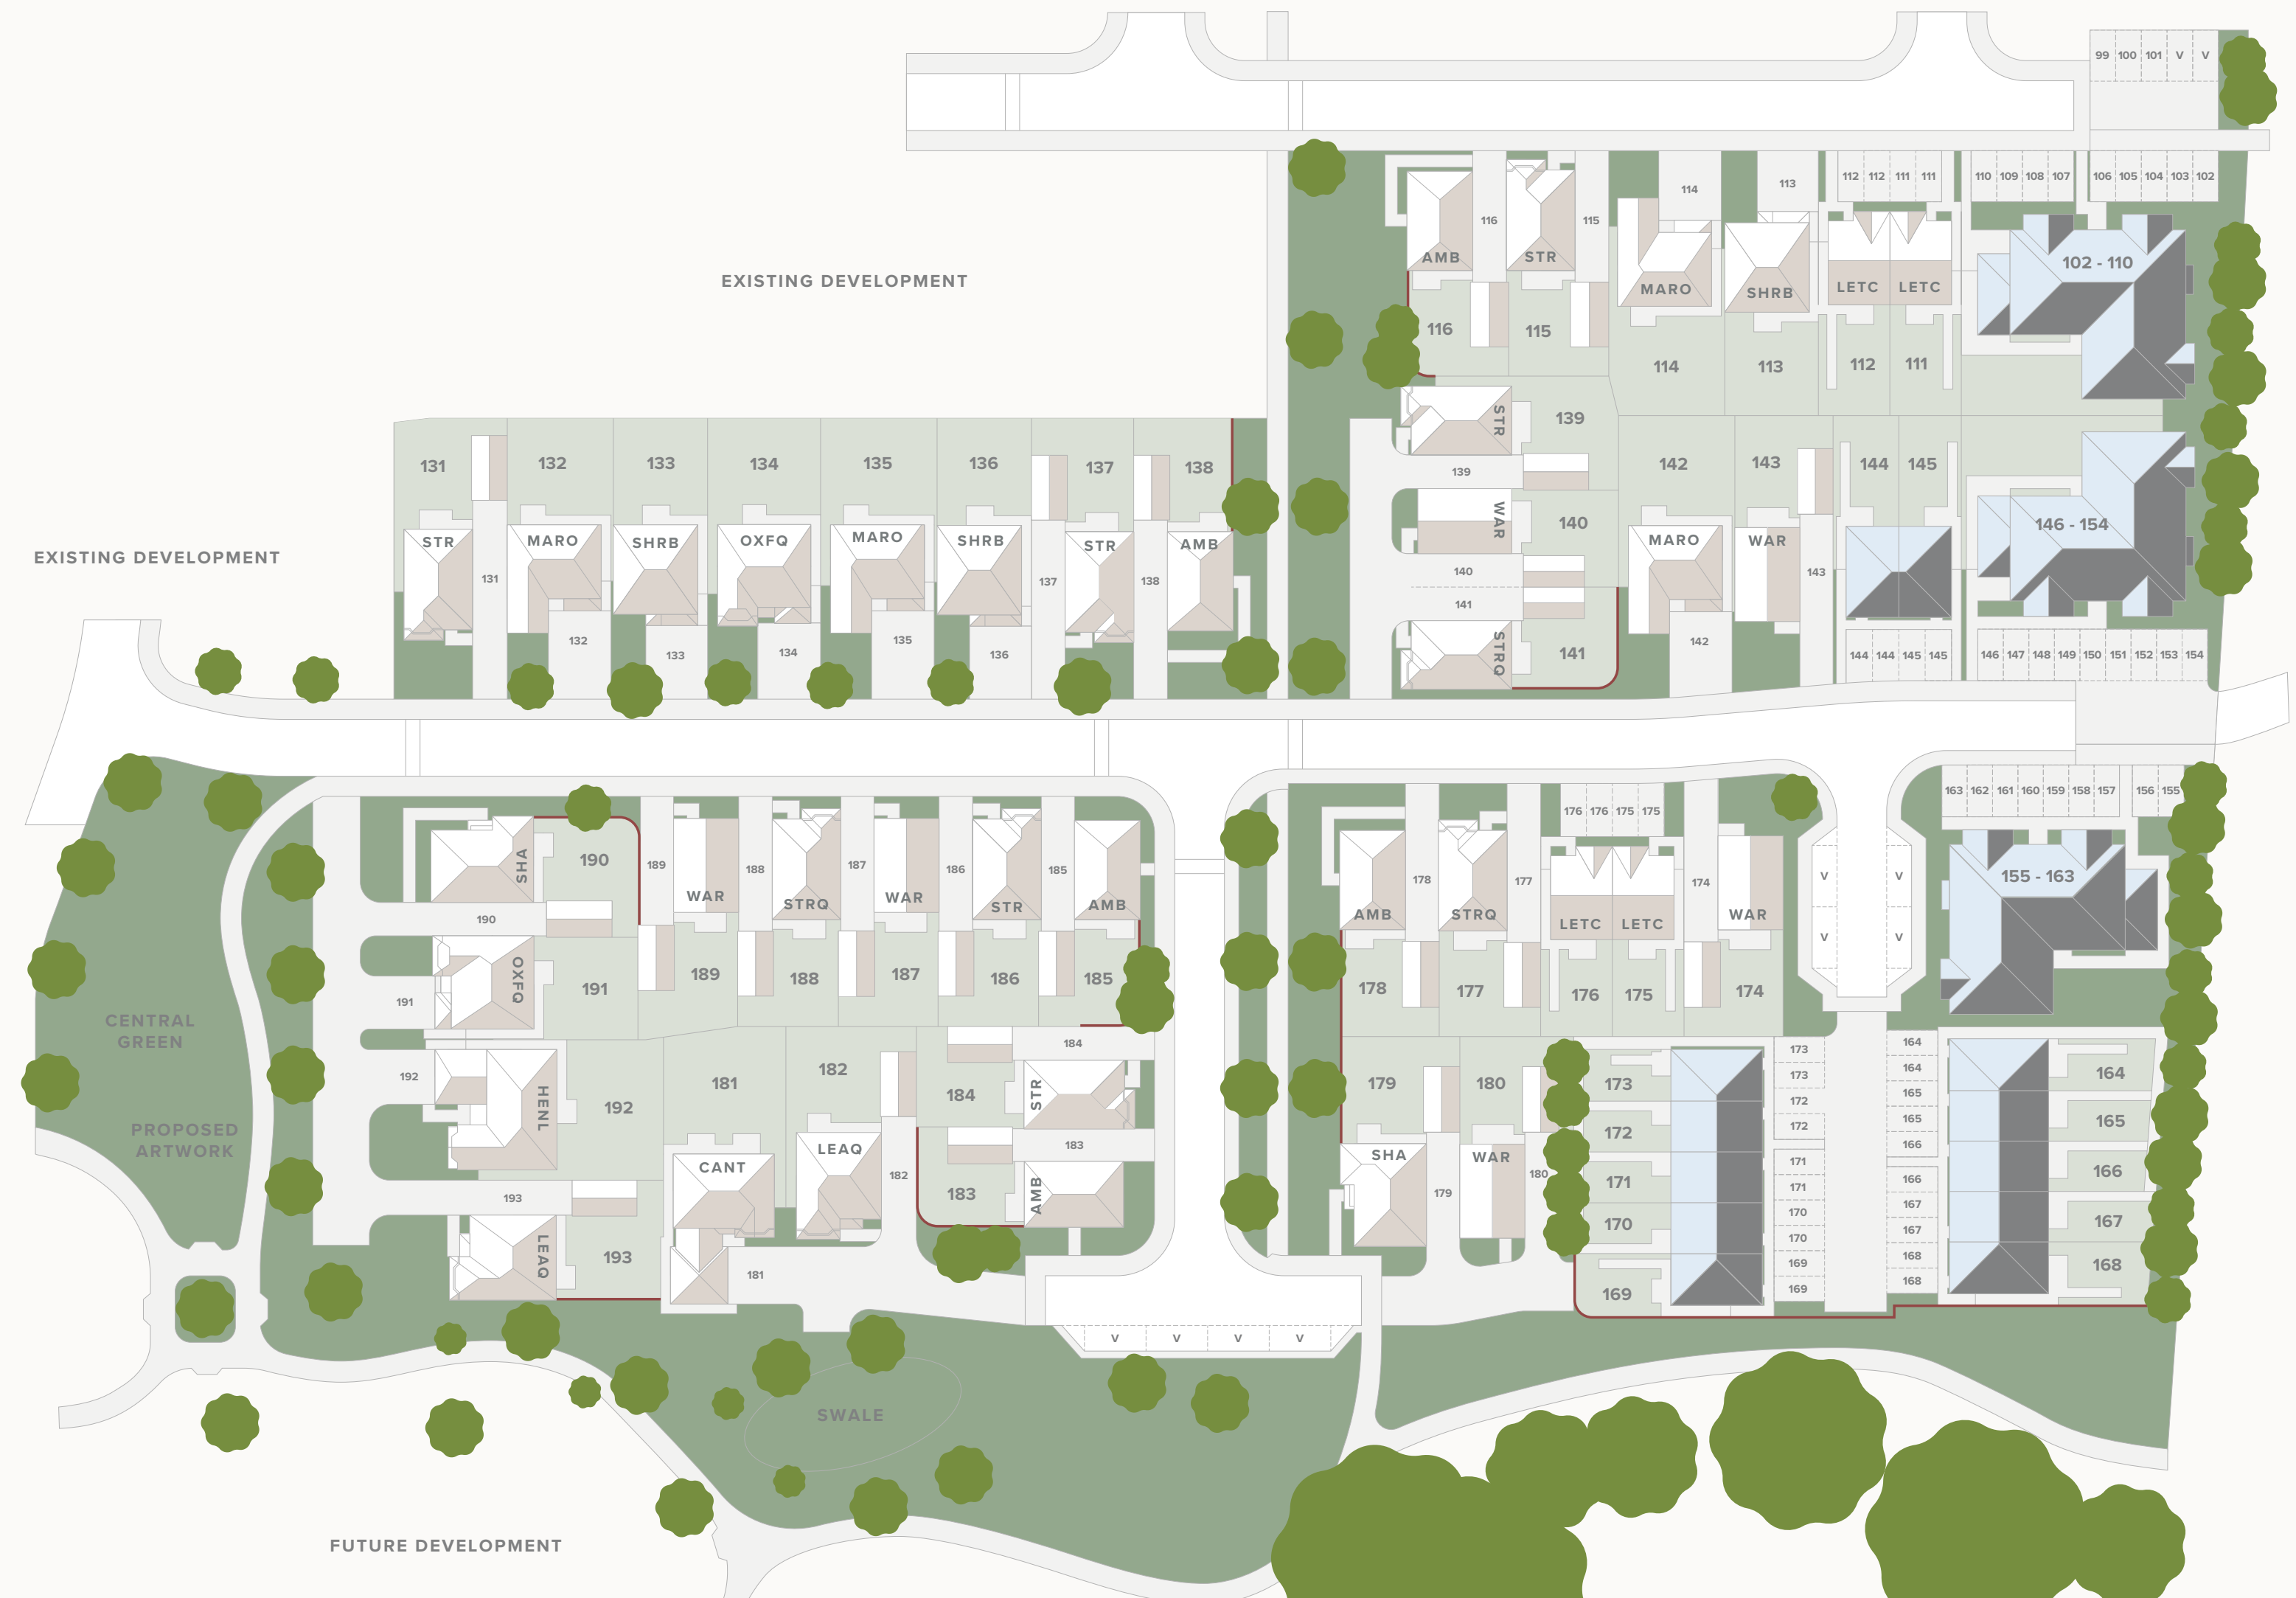 99 100 101 V V
116 115 114 113 112 112 111 111 110 109 108 107 106 105 104 103 102
AMB STR MARO SHRB LETC LETC 102 - 110
EXISTING DEVELOPMENT
116 115 114 113 112 111
STR 139
131 132 133 134 135 136 137 138
139 142 143 144 145
WAR 140
146 - 154
STR MARO SHRB OXFQ MARO SHRB STR AMB
MARO WAR
EXISTING DEVELOPMENT
131 137 138 140 143
141
132 133 134 135 136
STRQ 141 142
144 144 145 145 146 147 148 149 150 151 152 153 154
163 162 161 160 159 158 157 156 155
176 176 175 175
SHA 190 189 188 187 186 185 178 177 174
V V
155 - 163
WAR STRQ WAR STR AMB
AMB STRQ LETC LETC WAR
190
V V
OXFQ 191 189 188 187 186 185
178 177 176 175 174
191
CENTRAL
GREEN
184
173 164
173 164
192 HENL 192 181 182 184 STR
179 180 173 172 165 164
172 165
PROPOSED
ARTWORK
172 166 165
CANT LEAQ 183
SHA WAR
171 171 166 166
182 180
193 183 AMB 179
171 167
170 170 167 167
LEAQ 193 170 168
169 168 168
181
169 169
V V V V
SWALE
FUTURE DEVELOPMENT